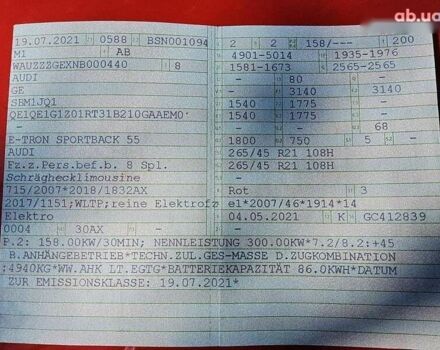 ab.ua
19.07.2021 0588 BSN001094 2 2 158/--- 200
M1 AB 4901-5014 1935-1976
WAUZZZGEXNB000440 8 1581-1673 2565-2565
AUDI - 80 -
GE - 3140 3140
SBM1JQ1 1540 1775 -
QE1QE1G1Z01RT31B210GAAEM0 1540 1775 -
- - - 68
E-TRON SPORTBACK 55 1800 750 5 -
AUDI 265/45 R21 108H
Fz.z.Pers.bef.b. 8 Spl. 265/45 R21 108H
Schräghecklimousine -
715/2007*2018/1832AX Rot 3
2017/1151;WLTP;reine Elektrofz e1*2007/46*1914*14
Elektro 04.05.2021 K GC412839
0004 30AX -
P.2: 158.00KW/30MIN; NENNLEISTUNG 300.00KW*7.2/8.2:+45
B.ANHÄNGEBETRIEB*TECHN.ZUL.GES-MASSE D.ZUGKOMBINATION
:4940KG*WW.AHK LT.EGTG*BATTERIEKAPAZITÄT 86.0KWH*DATUM
ZUR EMISSIONSKLASSE: 19.07.2021*